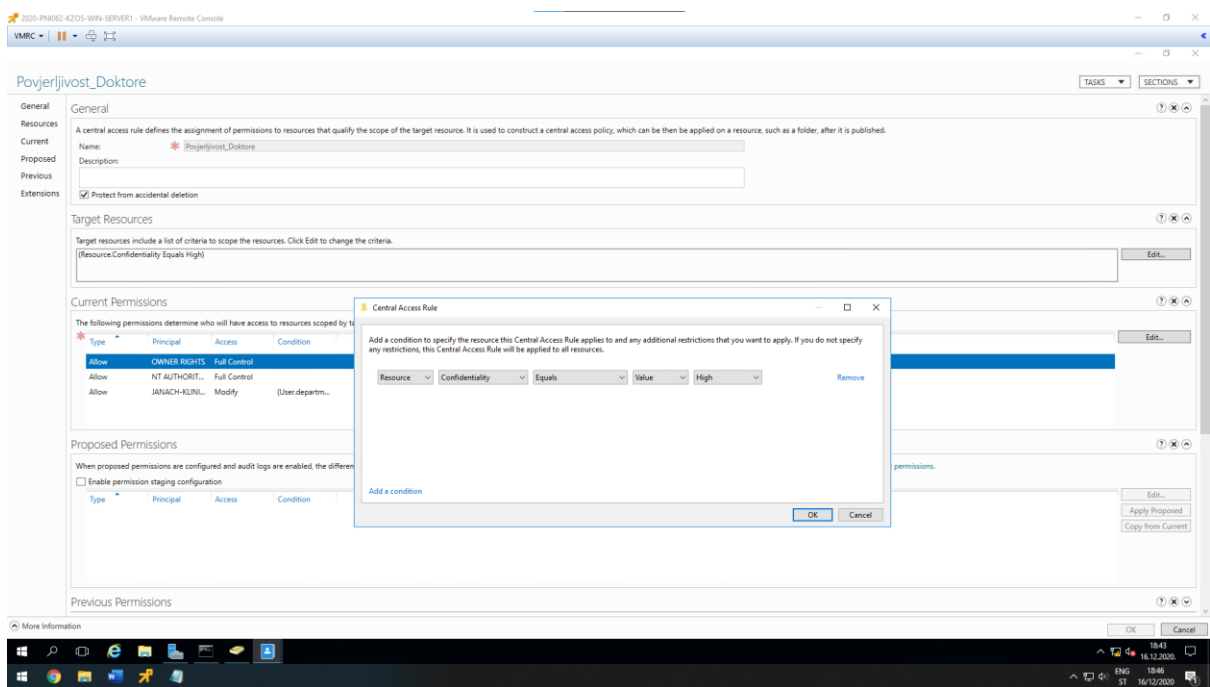 2020-PNI062-KZOS-WIN-SERVER1 - VMware Remote Console
VMRC
Povjerljivost_Doktore
TASKS
SECTIONS
General
Resources
Current
Proposed
Previous
Extensions
General
A central access rule defines the assignment of permissions to resources that qualify the scope of the target resource. It is used to construct a central access policy, which can be then be applied on a resource, such as a folder, after it is published.
Name:
Povjerljivost_Doktore
Description:
Protect from accidental deletion
Target Resources
Target resources include a list of criteria to scope the resources. Click Edit to change the criteria.
(Resource.Confidentiality Equals High)
Edit...
Current Permissions
The following permissions determine who will have access to resources scoped by ta
Type Principal Access Condition
Edit...
Allow OWNER RIGHTS Full Control
Allow NT AUTHORIT... Full Control
Allow JANACH-KLINI... Modify (User.departm...
Central Access Rule
Add a condition to specify the resource this Central Access Rule applies to and any additional restrictions that you want to apply. If you do not specify
any restrictions, this Central Access Rule will be applied to all resources.
Resource Confidentiality Equals Value High Remove
Add a condition
OK Cancel
Proposed Permissions
When proposed permissions are configured and audit logs are enabled, the differen
permissions.
Enable permission staging configuration
Type Principal Access Condition
Edit...
Apply Proposed
Copy from Current
Previous Permissions
More Information
OK Cancel
18:43
16.12.2020.
ENG 18:46
ST 16/12/2020